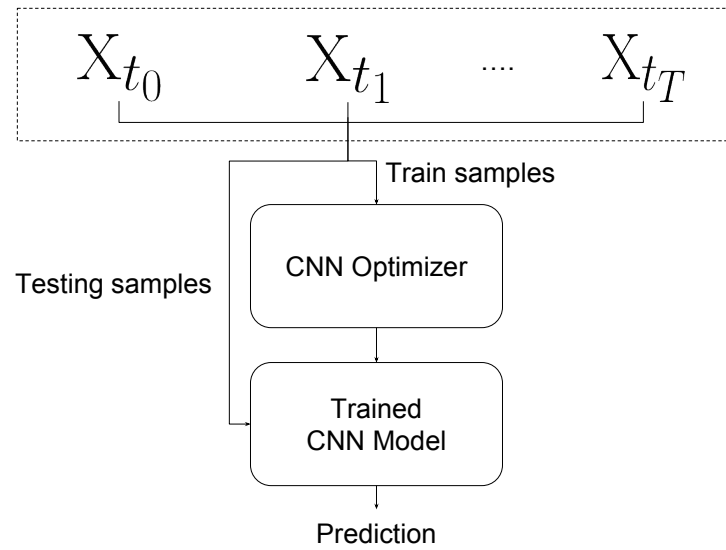 X_{t_0} X_{t_1} .... X_{t_T}
Train samples
CNN Optimizer
Testing samples
Trained
CNN Model
Prediction